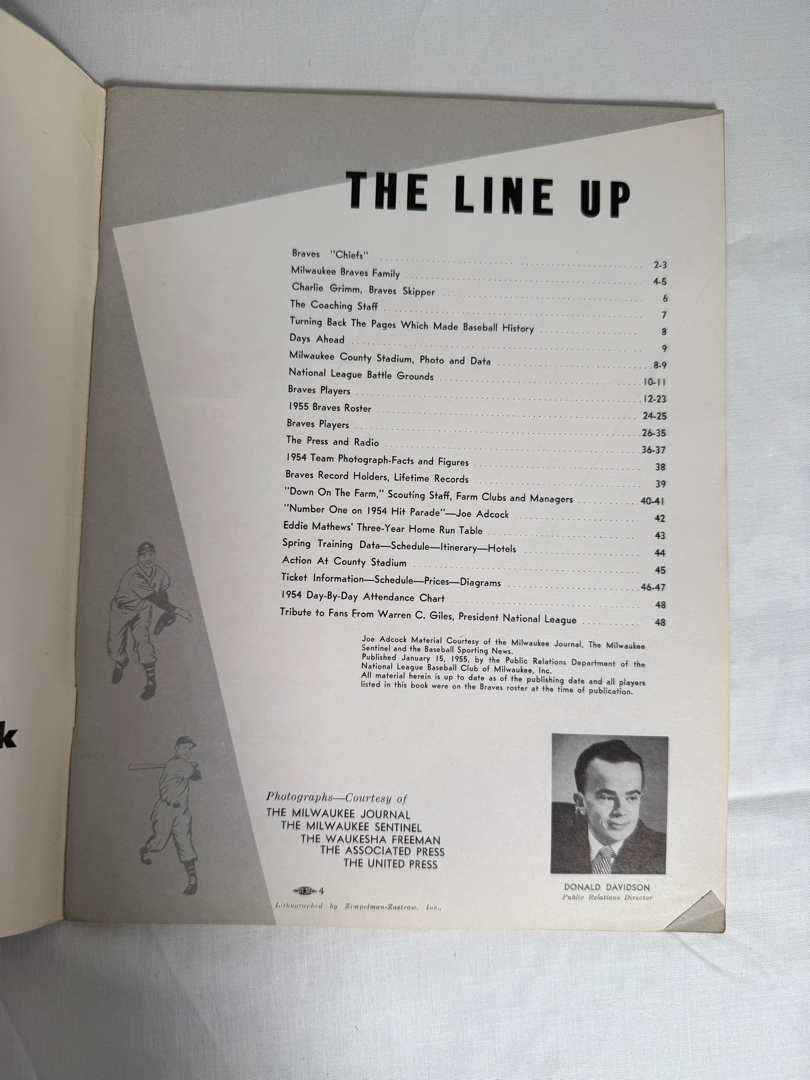 THE LINE UP
Braves "Chiefs" 2-3
Milwaukee Braves Family 4-5
Charlie Grimm, Braves Skipper 6
The Coaching Staff 7
Turning Back The Pages Which Made Baseball History 8
Days Ahead 9
Milwaukee County Stadium, Photo and Data 8-9
National League Battle Grounds 10-11
Braves Players 12-23
1955 Braves Roster 24-25
Braves Players 26-35
The Press and Radio 36-37
1954 Team Photograph-Facts and Figures 38
Braves Record Holders, Lifetime Records 39
"Down On The Farm," Scouting Staff, Farm Clubs and Managers 40-41
"Number One on 1954 Hit Parade"—Joe Adcock 42
Eddie Mathews' Three-Year Home Run Table 43
Spring Training Data—Schedule—Itinerary—Hotels 44
Action At County Stadium 45
Ticket Information—Schedule—Prices—Diagrams 46-47
1954 Day-By-Day Attendance Chart 48
Tribute to Fans From Warren C. Giles, President National League 48
Joe Adcock Material Courtesy of the Milwaukee Journal, The Milwaukee
Sentinel and the Baseball Sporting News.
Published January 15, 1955, by the Public Relations Department of the
National League Baseball Club of Milwaukee, Inc.
All material herein is up to date as of the publishing date and all players
listed in this book were on the Braves roster at the time of publication.
k
Photographs—Courtesy of
THE MILWAUKEE JOURNAL
THE MILWAUKEE SENTINEL
THE WAUKESHA FREEMAN
THE ASSOCIATED PRESS
THE UNITED PRESS
4
Lithographed by Zimpelman-Zastrow, Inc.,
DONALD DAVIDSON
Public Relations Director